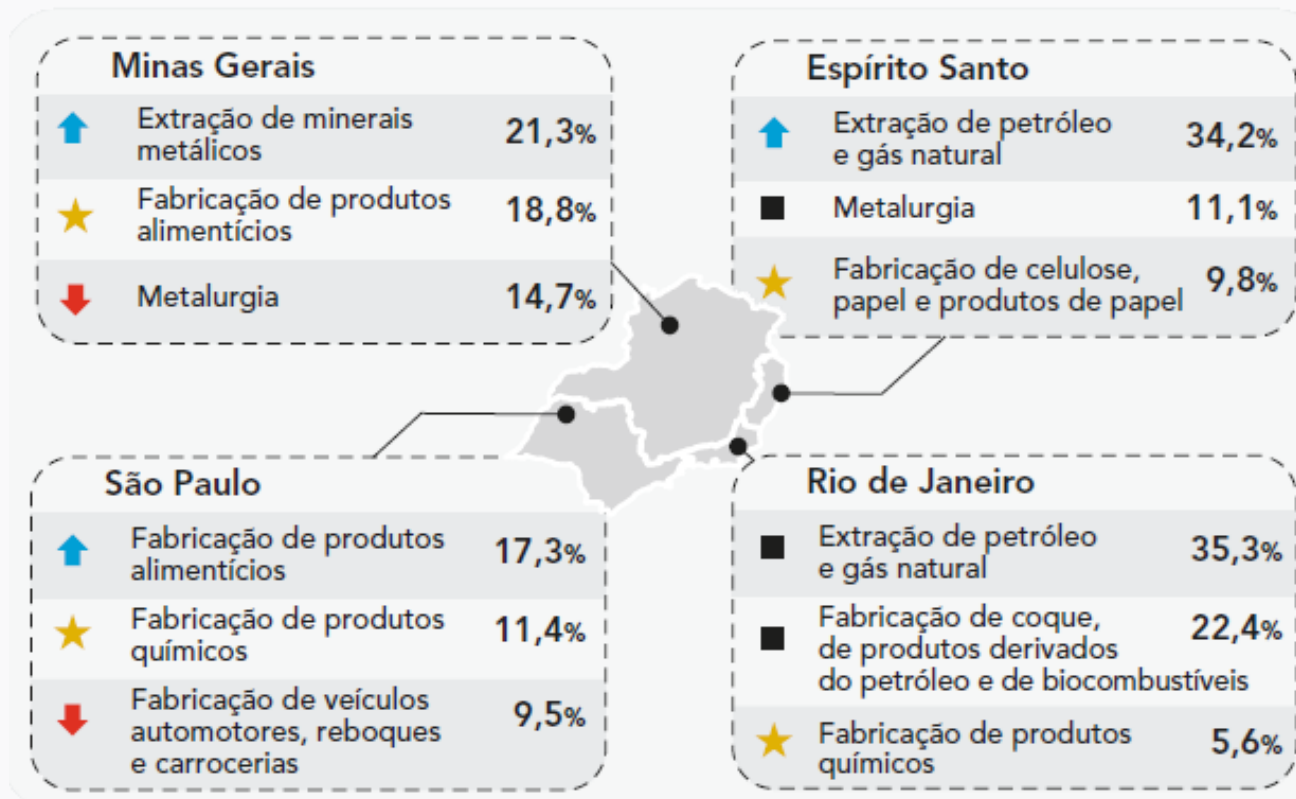 Minas Gerais
Extração de minerais
metálicos
21,3%
Fabricação de produtos
alimentícios
18,8%
Metalurgia
14,7%
Espírito Santo
Extração de petróleo
e gás natural
34,2%
Metalurgia
11,1%
Fabricação de celulose,
papel e produtos de papel
9,8%
São Paulo
Fabricação de produtos
alimentícios
17,3%
Fabricação de produtos
químicos
11,4%
Fabricação de veículos
automotores, reboques
e carrocerias
9,5%
Rio de Janeiro
Extração de petróleo
e gás natural
35,3%
Fabricação de coque,
de produtos derivados
do petróleo e de biocombustíveis
22,4%
Fabricação de produtos
químicos
5,6%